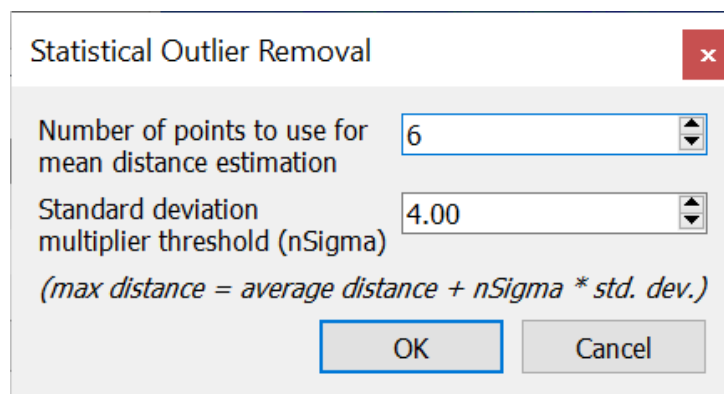 Statistical Outlier Removal
x
Number of points to use for
mean distance estimation
6
Standard deviation
multiplier threshold (nSigma)
4.00
(max distance = average distance + nSigma * std. dev.)
OK
Cancel